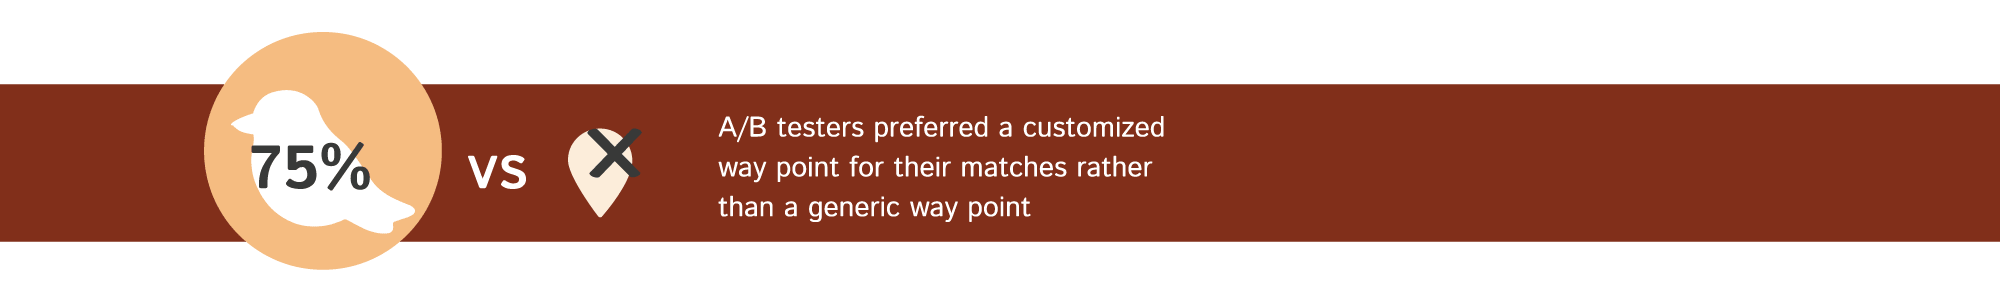 75%
VS
A/B testers preferred a customized
way point for their matches rather
than a generic way point